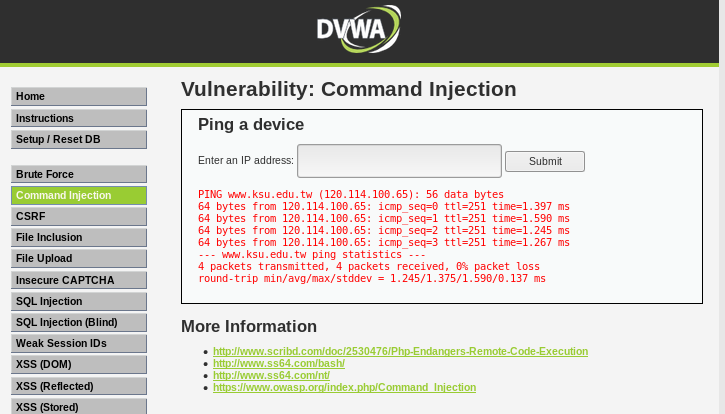 DVWA
Home
Instructions
Setup / Reset DB
Brute Force
Command Injection
CSRF
File Inclusion
File Upload
Insecure CAPTCHA
SQL Injection
SQL Injection (Blind)
Weak Session IDs
XSS (DOM)
XSS (Reflected)
XSS (Stored)
Vulnerability: Command Injection
Ping a device
Enter an IP address: Submit
PING www.ksu.edu.tw (120.114.100.65): 56 data bytes
64 bytes from 120.114.100.65: icmp_seq=0 ttl=251 time=1.397 ms
64 bytes from 120.114.100.65: icmp_seq=1 ttl=251 time=1.590 ms
64 bytes from 120.114.100.65: icmp_seq=2 ttl=251 time=1.245 ms
64 bytes from 120.114.100.65: icmp_seq=3 ttl=251 time=1.267 ms
--- www.ksu.edu.tw ping statistics ---
4 packets transmitted, 4 packets received, 0% packet loss
round-trip min/avg/max/stddev = 1.245/1.375/1.590/0.137 ms
More Information
http://www.scribd.com/doc/2530476/Php-Endangers-Remote-Code-Execution
http://www.ss64.com/bash/
http://www.ss64.com/nt/
https://www.owasp.org/index.php/Command_Injection